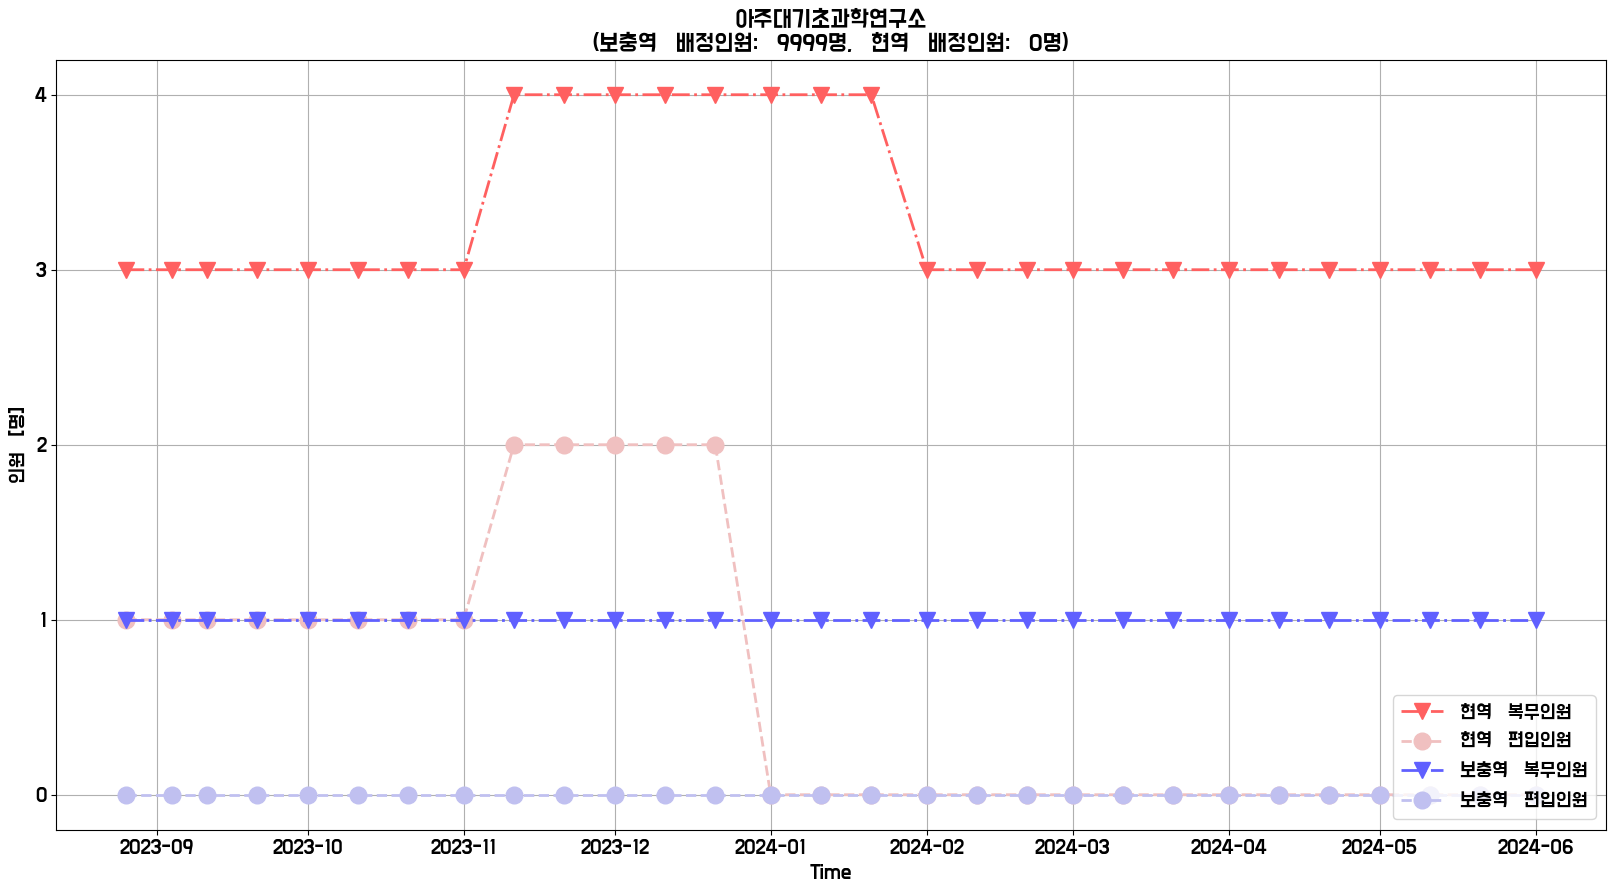 아주대기초과학연구소
(보충역 배정인원: 9999명, 현역 배정인원: 0명)
인원 [명]
4
3
2
1
0
2023-09 2023-10 2023-11 2023-12 2024-01 2024-02 2024-03 2024-04 2024-05 2024-06
Time
현역 복무인원
현역 편입인원
보충역 복무인원
보충역 편입인원